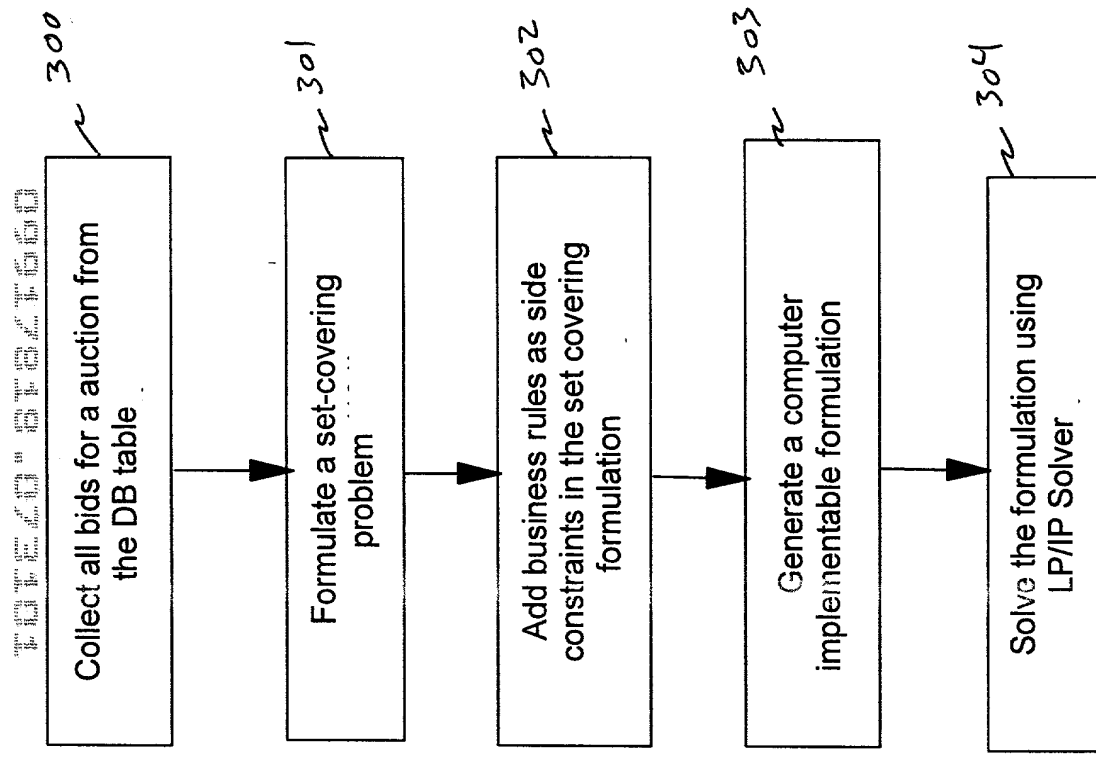 Collect all bids for a auction from
the DB table
300
Formulate a set-covering
problem
301
Add business rules as side
constraints in the set covering
formulation
302
Generate a computer
implementable formulation
303
Solve the formulation using
LP/IP Solver
304